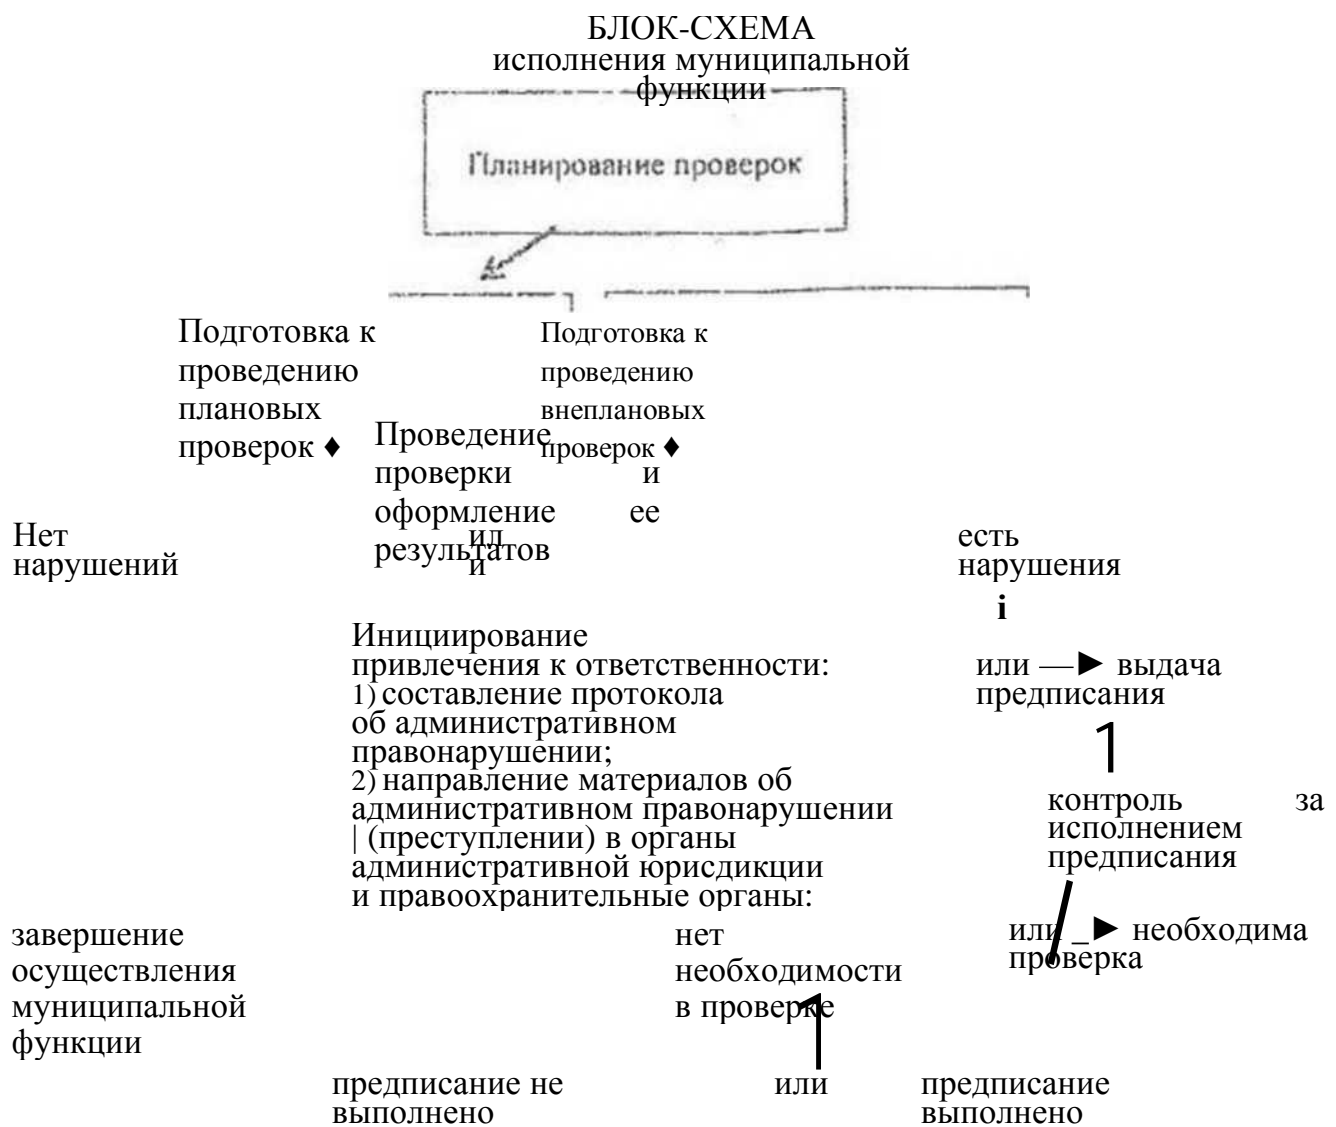 БЛОК-СХЕМА
исполнения муниципальной
функции
Планирование проверок
Подготовка к
проведению
плановых
проверок ♦
Подготовка к
проведению
внеплановых
проверок ♦
Проведение
проверки и
оформление ее
результатов
Нет
нарушений
ил
и
есть
нарушения
i
Инициирование
привлечения к ответственности:
1) составление протокола
об административном
правонарушении;
2) направление материалов об
административном правонарушении
| (преступлении) в органы
административной юрисдикции
и правоохранительные органы:
или —► выдача
предписания
1
контроль за
исполнением
предписания
или _► необходима
проверка
завершение
осуществления
муниципальной
функции
нет
необходимости
в проверке
1
предписание не
выполнено
или
предписание
выполнено